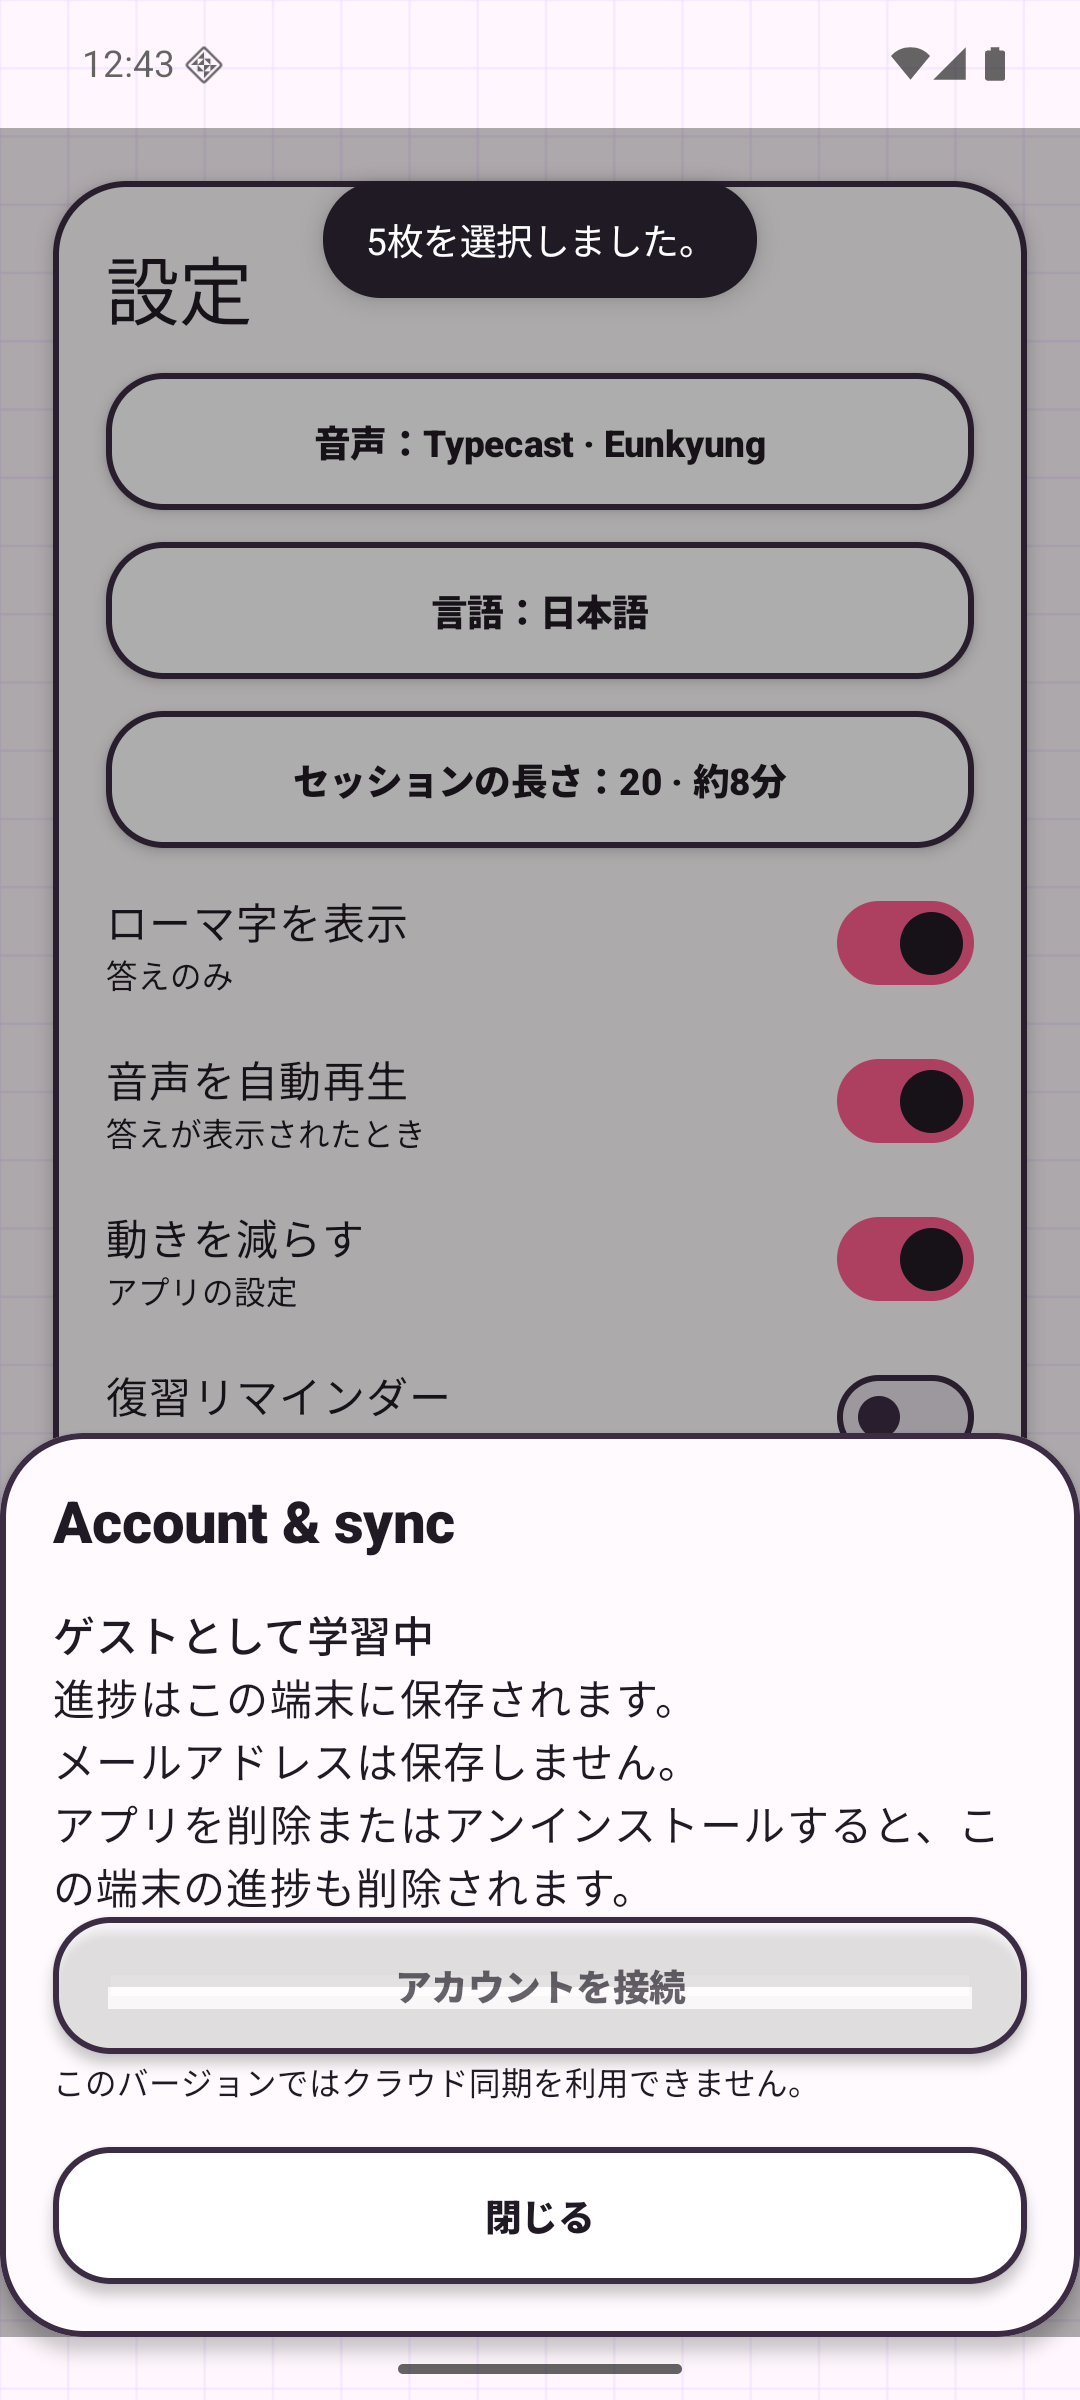 12:43
5枚を選択しました。
設定
音声：Typecast · Eunkyung
言語：日本語
セッションの長さ：20 · 約8分
ローマ字を表示
答えのみ
音声を自動再生
答えが表示されたとき
動きを減らす
アプリの設定
復習リマインダー
Account & sync
ゲストとして学習中
進捗はこの端末に保存されます。
メールアドレスは保存しません。
アプリを削除またはアンインストールすると、こ
の端末の進捗も削除されます。
アカウントを接続
このバージョンではクラウド同期を利用できません。
閉じる